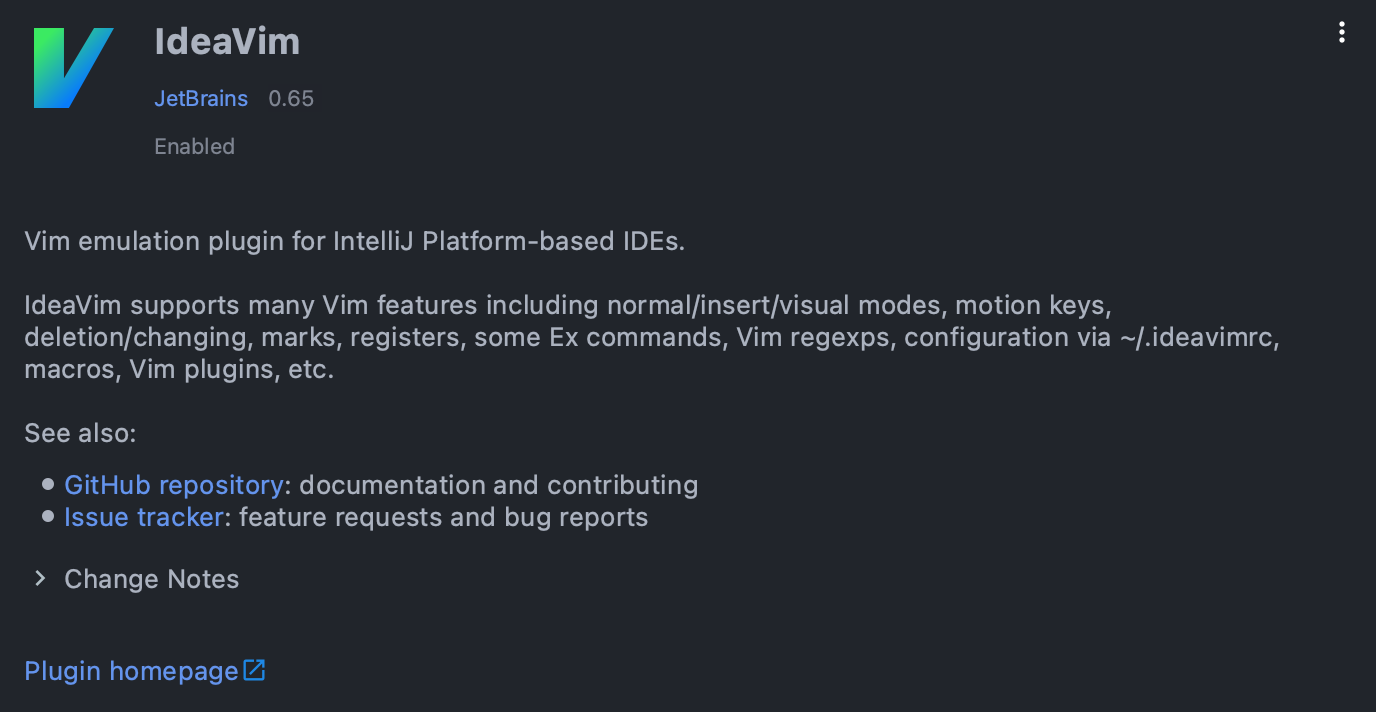 IdeaVim
JetBrains 0.65
Enabled
Vim emulation plugin for IntelliJ Platform-based IDEs.
IdeaVim supports many Vim features including normal/insert/visual modes, motion keys,
deletion/changing, marks, registers, some Ex commands, Vim regexps, configuration via ~/.ideavimrc,
macros, Vim plugins, etc.
See also:
GitHub repository: documentation and contributing
Issue tracker: feature requests and bug reports
Change Notes
Plugin homepage